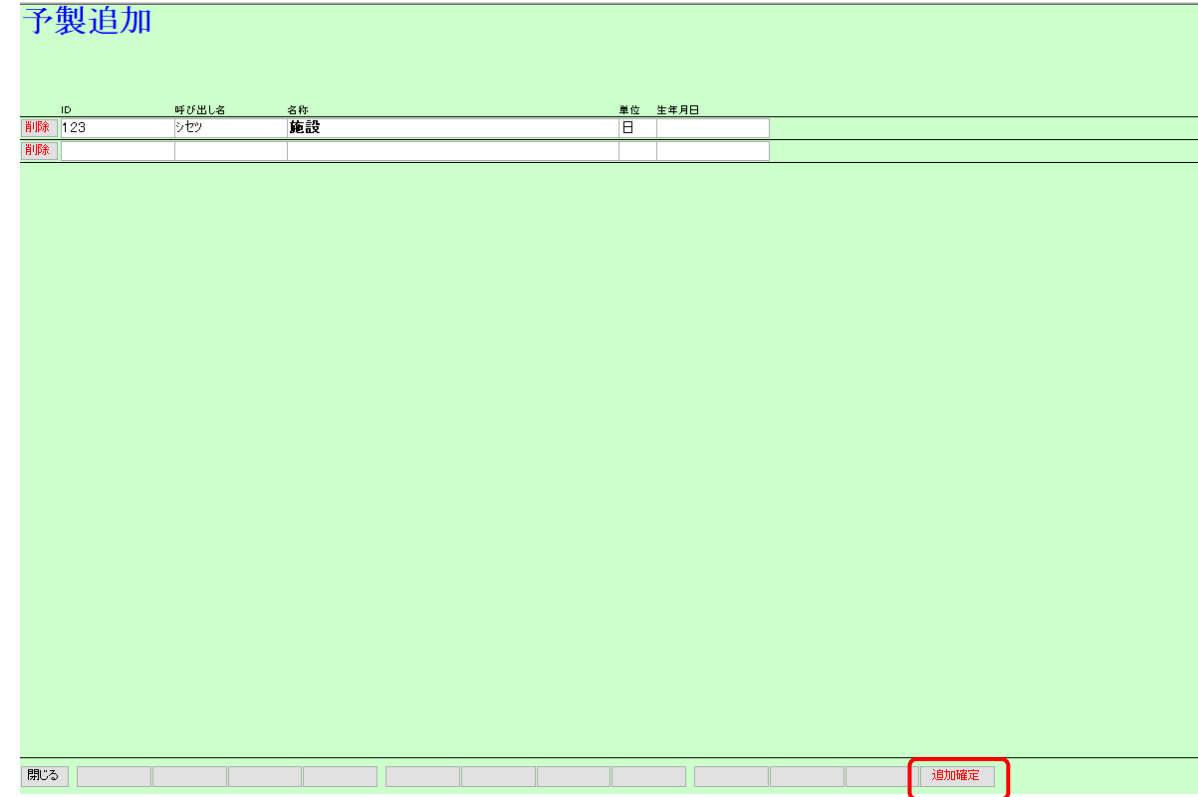 予製追加
ID 呼び出し名 名称 単位 生年月日
削除 123 シセツ 施設 日
削除
閉じる 追加確定